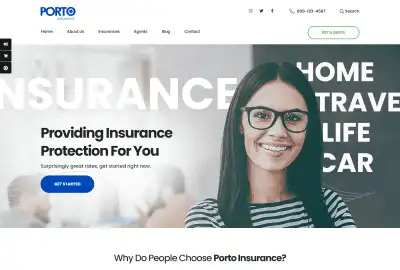 PORTO
INSURANCE
800-123-4567
Search
Home
About Us
Insurances
Agents
Blog
Contact
GET A QUOTE
NSURANCE
HOME
TRAVE
LIFE
CAR
Providing Insurance
Protection For You
Surprisingly great rates, get started right now.
GET STARTED
Why Do People Choose Porto Insurance?